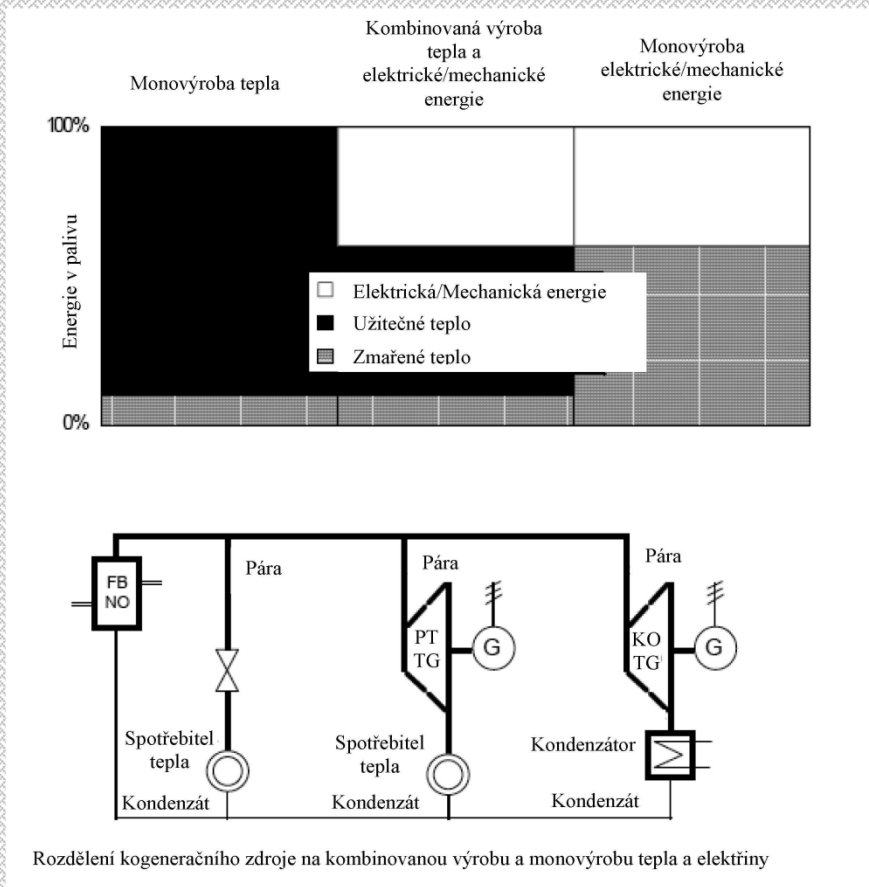 Monovýroba tepla
Kombinovaná výroba
tepla a
elektrické/mechanické
energie
Monovýroba
elektrické/mechanické
energie
100%
Energie v palivu
0%
Elektrická/Mechanická energie
Užitečné teplo
Zmařené teplo
FB
NO
Pára
Pára
Pára
PT
TG
G
KO
TG
G
Spotřebitel
tepla
Spotřebitel
tepla
Kondenzátor
Kondenzát
Kondenzát
Kondenzát
Rozdělení kogeneračního zdroje na kombinovanou výrobu a monovýrobu tepla a elektřiny